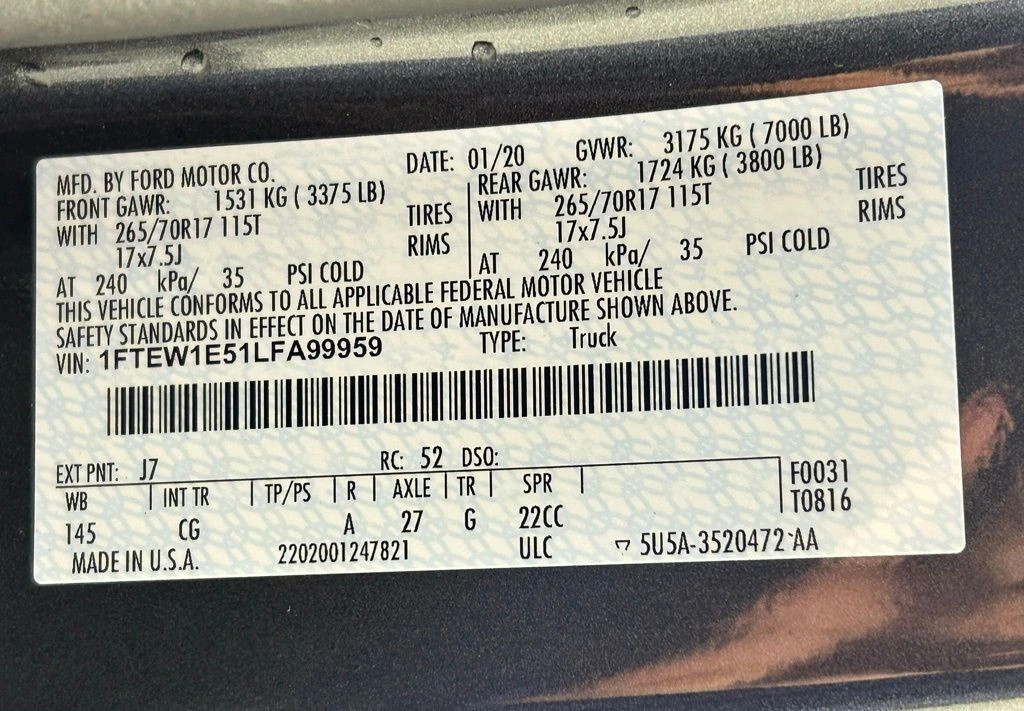 MFD. BY FORD MOTOR CO. DATE: 01/20 GVWR: 3175 KG ( 7000 LB)
FRONT GAWR: 1531 KG ( 3375 LB) REAR GAWR: 1724 KG ( 3800 LB)
WITH 265/70R17 115T TIRES WITH 265/70R17 115T TIRES
17x7.5J RIMS 17x7.5J RIMS
AT 240 kPa/ 35 PSI COLD AT 240 kPa/ 35 PSI COLD
THIS VEHICLE CONFORMS TO ALL APPLICABLE FEDERAL MOTOR VEHICLE
SAFETY STANDARDS IN EFFECT ON THE DATE OF MANUFACTURE SHOWN ABOVE.
VIN: 1FTEW1E51LFA99959 TYPE: Truck
EXT PNT: J7 RC: 52 DSO:
WB INT TR TP/PS R AXLE TR SPR F0031
145 CG A 27 G 22CC T0816
MADE IN U.S.A. 2202001247821 ULC 5U5A-3520472-AA